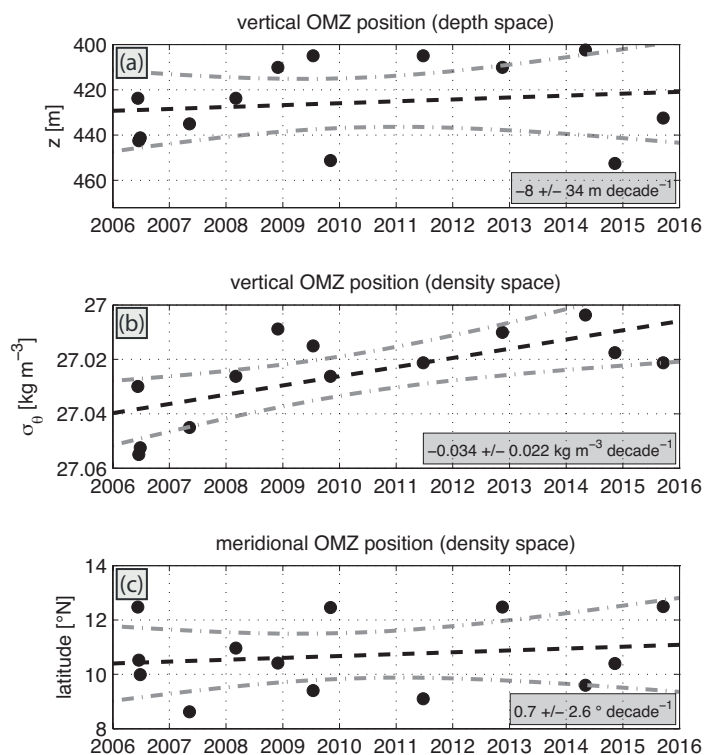 vertical OMZ position (depth space)
(a)
z [m]
400
420
440
460
−8 +/− 34 m decade⁻¹
2006 2007 2008 2009 2010 2011 2012 2013 2014 2015 2016
vertical OMZ position (density space)
(b)
σθ [kg m⁻³]
27
27.02
27.04
27.06
−0.034 +/− 0.022 kg m⁻³ decade⁻¹
2006 2007 2008 2009 2010 2011 2012 2013 2014 2015 2016
meridional OMZ position (density space)
(c)
latitude [°N]
14
12
10
8
0.7 +/− 2.6 ° decade⁻¹
2006 2007 2008 2009 2010 2011 2012 2013 2014 2015 2016